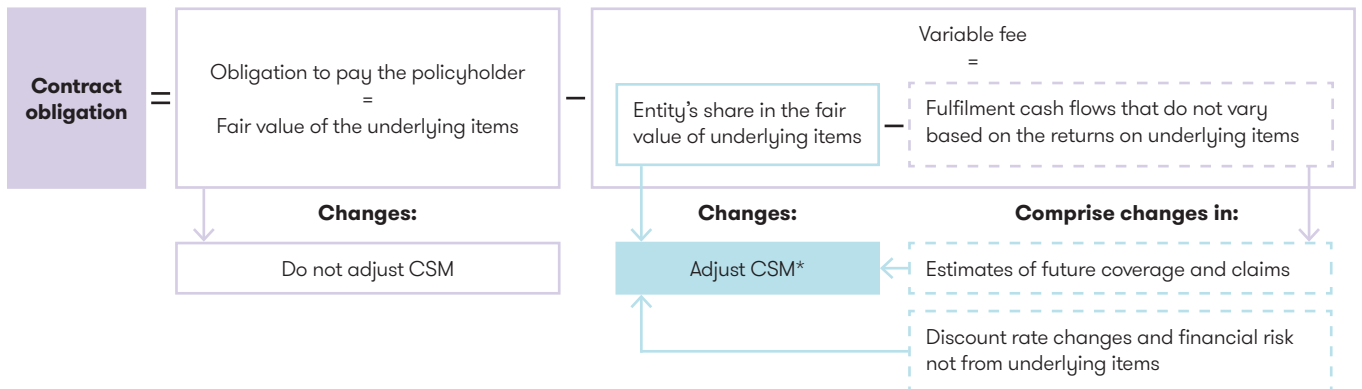 Contract
obligation
=
Obligation to pay the policyholder
=
Fair value of the underlying items
–
Variable fee
=
Entity’s share in the fair
value of underlying items
–
Fulfilment cash flows that do not vary
based on the returns on underlying items
Changes:
Changes:
Comprise changes in:
Do not adjust CSM
Adjust CSM*
Estimates of future coverage and claims
Discount rate changes and financial risk
not from underlying items